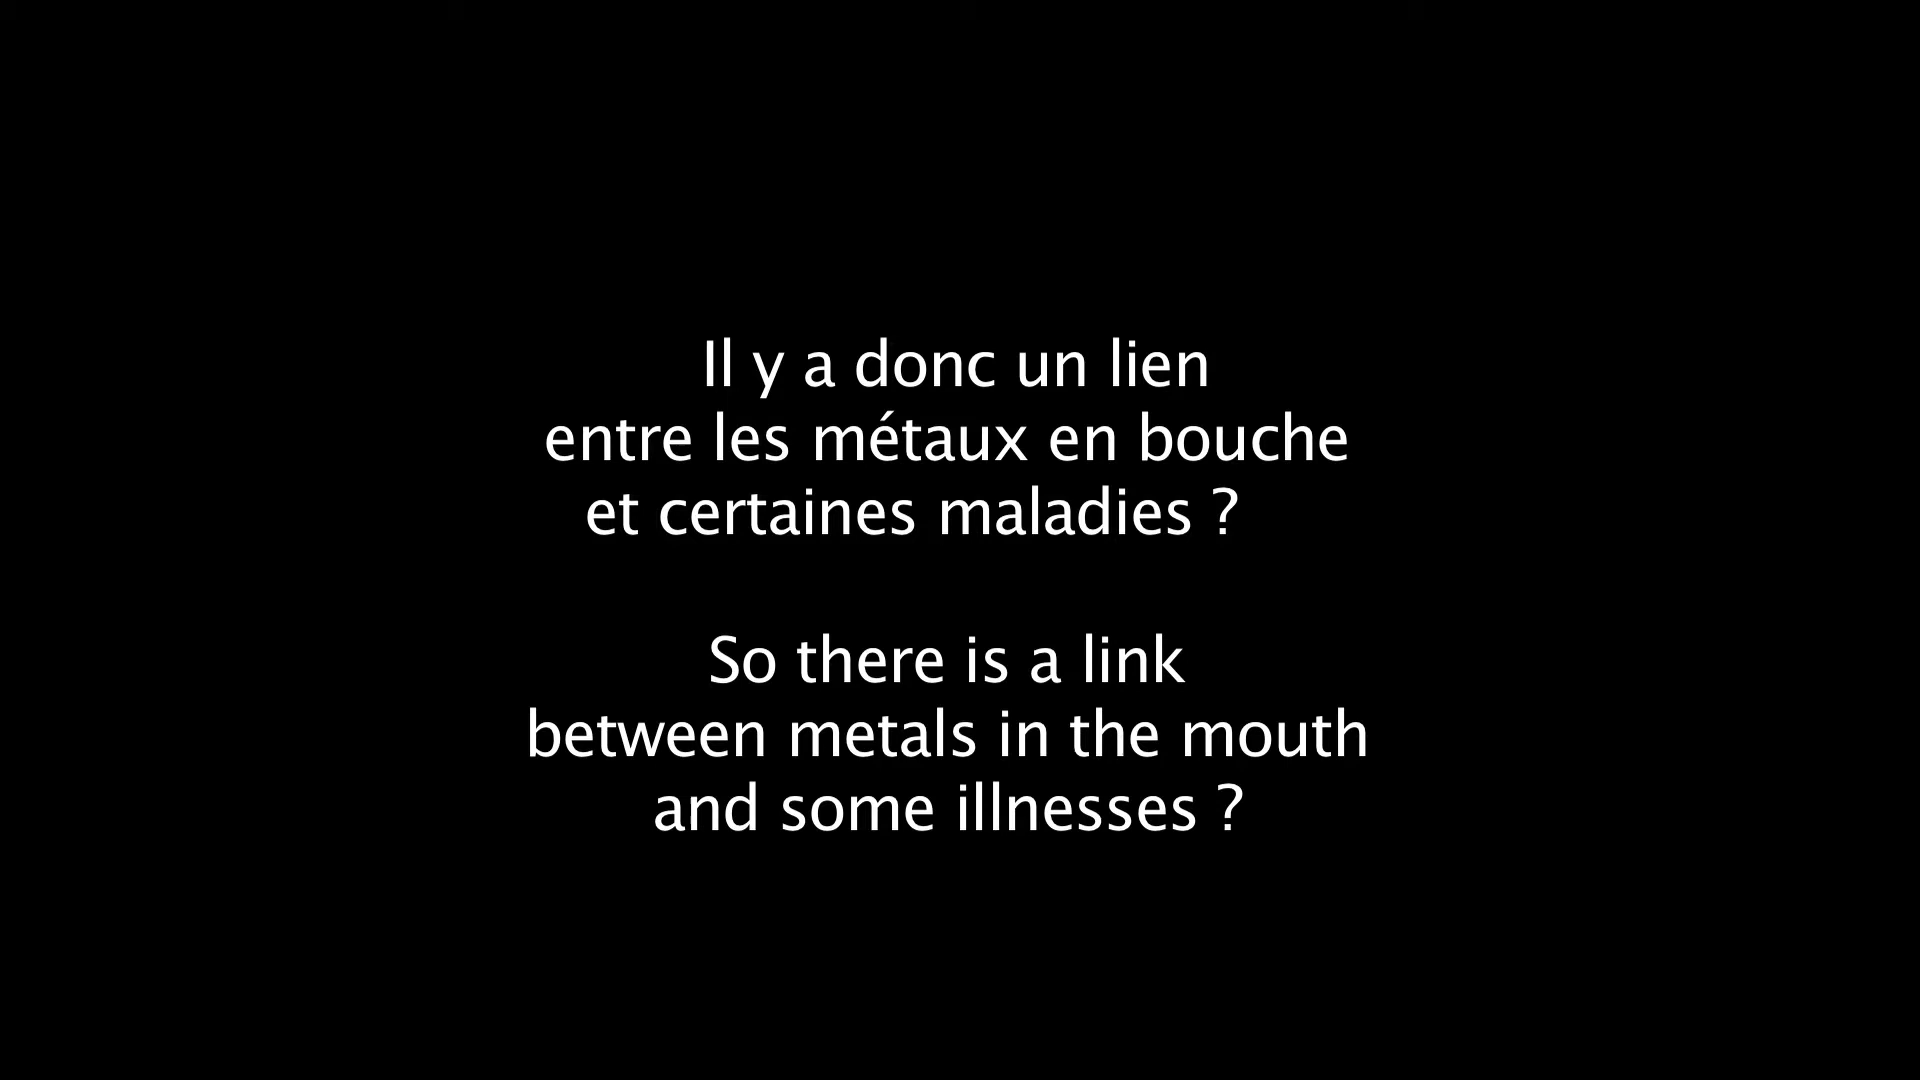 Il y a donc un lien
entre les métaux en bouche
et certaines maladies ?
So there is a link
between metals in the mouth
and some illnesses ?